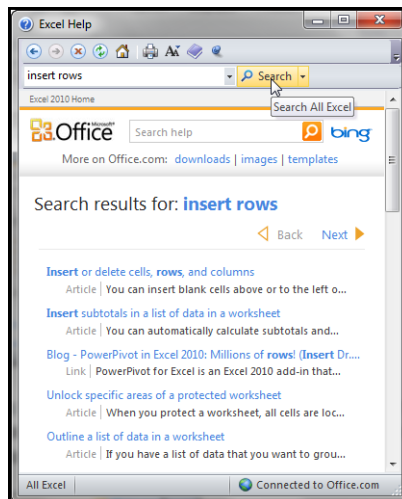 Excel Help
insert rows
Search
Search All Excel
Excel 2010 Home
Microsoft®
Office
Search help
bing
More on Office.com: downloads | images | templates
Search results for: insert rows
Back Next
Insert or delete cells, rows, and columns
Article | You can insert blank cells above or to the left o...
Insert subtotals in a list of data in a worksheet
Article | You can automatically calculate subtotals and...
Blog - PowerPivot in Excel 2010: Millions of rows! (Insert Dr....
Link | PowerPivot for Excel is an Excel 2010 add-in that...
Unlock specific areas of a protected worksheet
Article | When you protect a worksheet, all cells are loc...
Outline a list of data in a worksheet
Article | If you have a list of data that you want to grou...
All Excel
Connected to Office.com